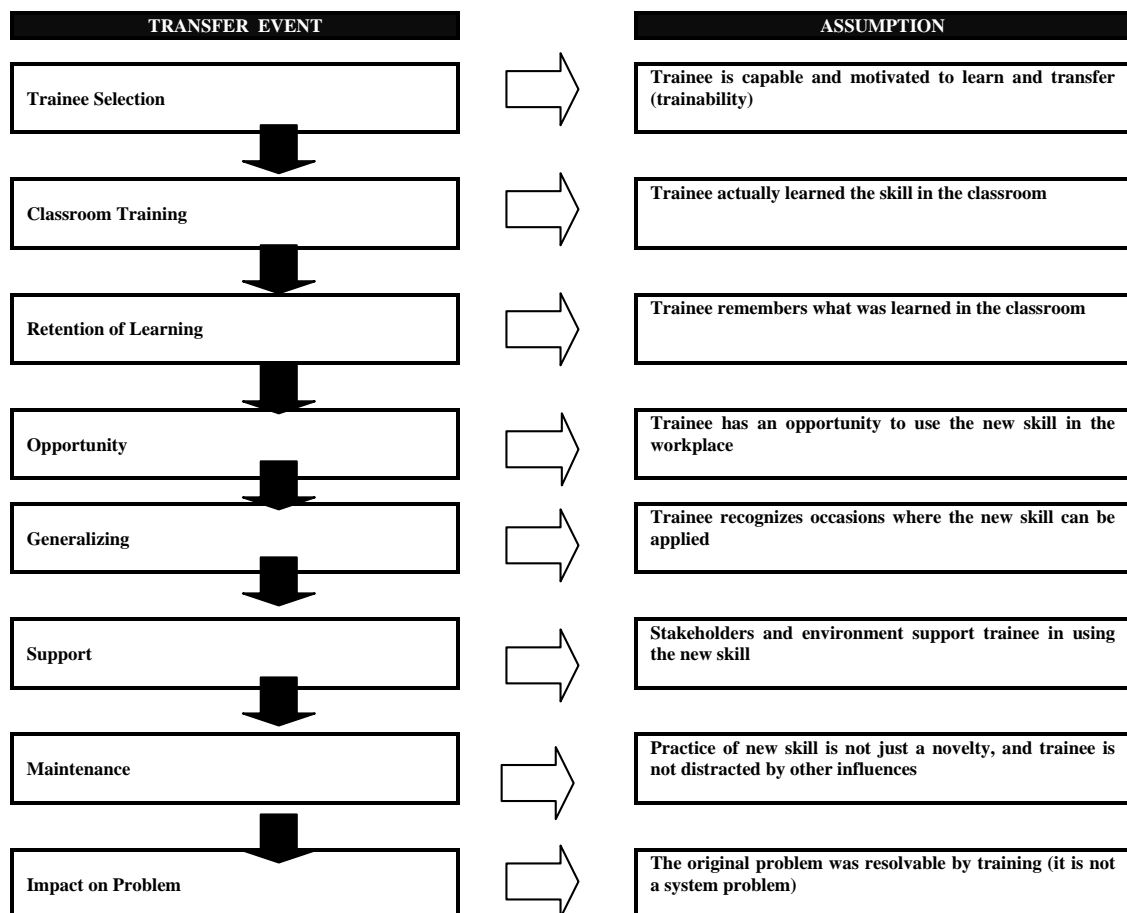 TRANSFER EVENT
ASSUMPTION
Trainee Selection
Trainee is capable and motivated to learn and transfer
(trainability)
Classroom Training
Trainee actually learned the skill in the classroom
Retention of Learning
Trainee remembers what was learned in the classroom
Opportunity
Trainee has an opportunity to use the new skill in the
workplace
Generalizing
Trainee recognizes occasions where the new skill can be
applied
Support
Stakeholders and environment support trainee in using
the new skill
Maintenance
Practice of new skill is not just a novelty, and trainee is
not distracted by other influences
Impact on Problem
The original problem was resolvable by training (it is not
a system problem)